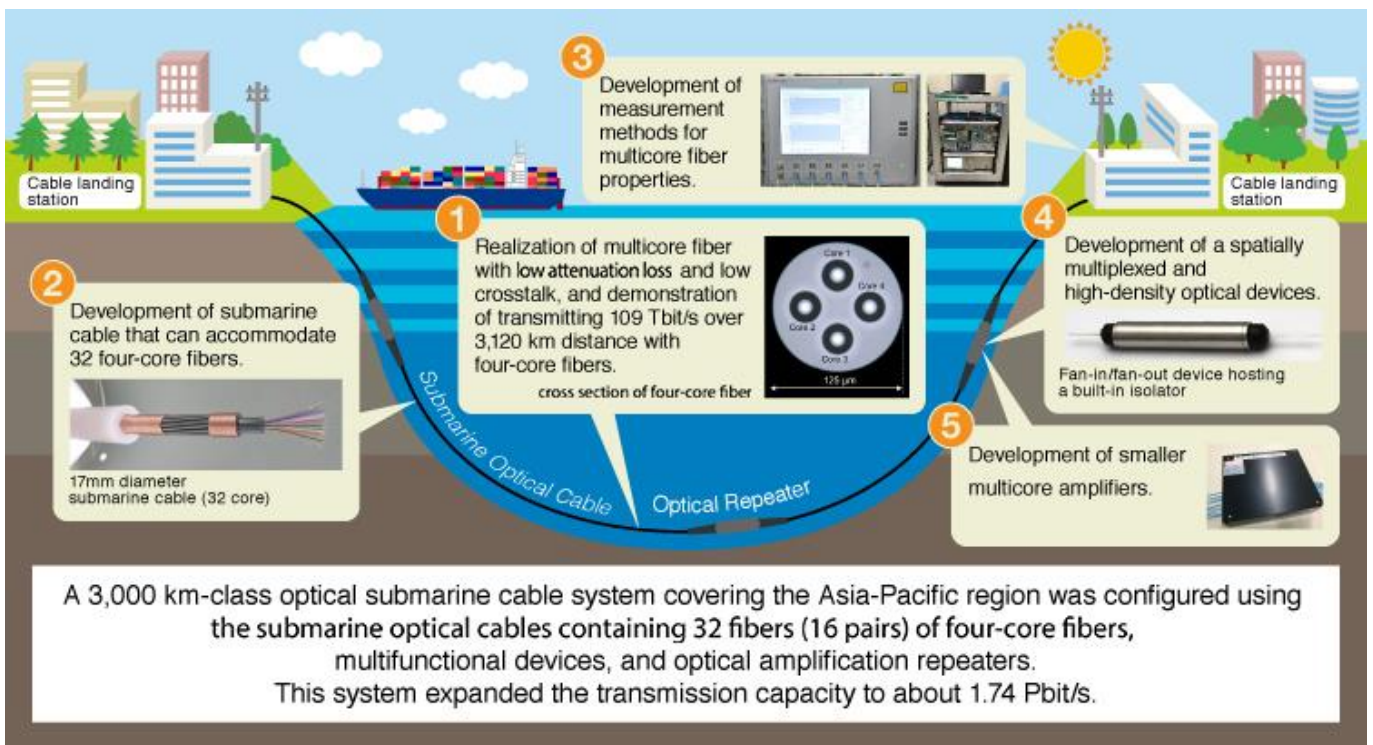 3
Development of
measurement
methods for
multicore fiber
properties.
Cable landing
station
Cable landing
station
1
Realization of multicore fiber
with low attenuation loss and low
crosstalk, and demonstration
of transmitting 109 Tbit/s over
3,120 km distance with
four-core fibers.
cross section of four-core fiber
Core 1
Core 4
Core 2
Core 3
125 μm
4
Development of a spatially
multiplexed and
high-density optical devices.
Fan-in/fan-out device hosting
a built-in isolator
2
Development of submarine
cable that can accommodate
32 four-core fibers.
17mm diameter
submarine cable (32 core)
5
Development of smaller
multicore amplifiers.
Submarine Optical Cable
Optical Repeater
A 3,000 km-class optical submarine cable system covering the Asia-Pacific region was configured using
the submarine optical cables containing 32 fibers (16 pairs) of four-core fibers,
multifunctional devices, and optical amplification repeaters.
This system expanded the transmission capacity to about 1.74 Pbit/s.